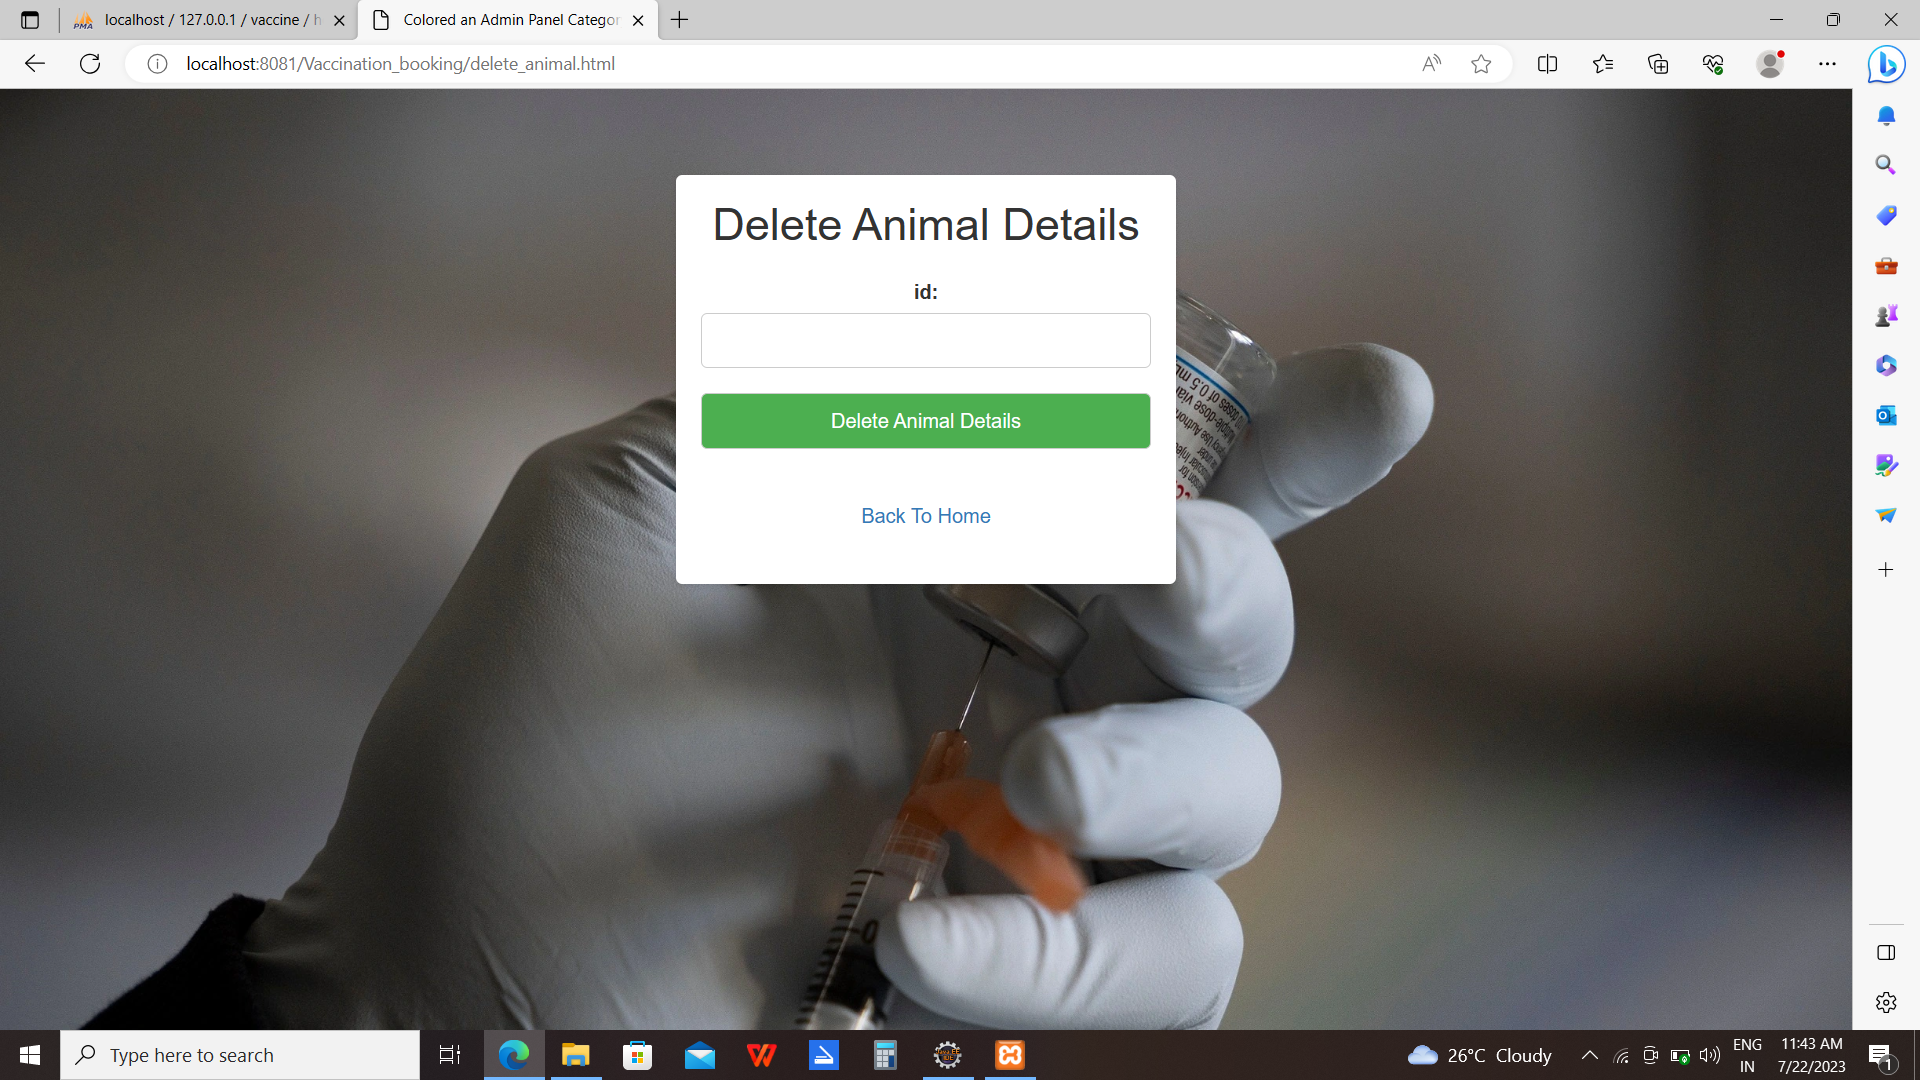 localhost / 127.0.0.1 / vaccine / h
Colored an Admin Panel Categor
localhost:8081/Vaccination_booking/delete_animal.html
Delete Animal Details
id:
Delete Animal Details
Back To Home
Type here to search
26°C Cloudy
ENG
IN
11:43 AM
7/22/2023
1